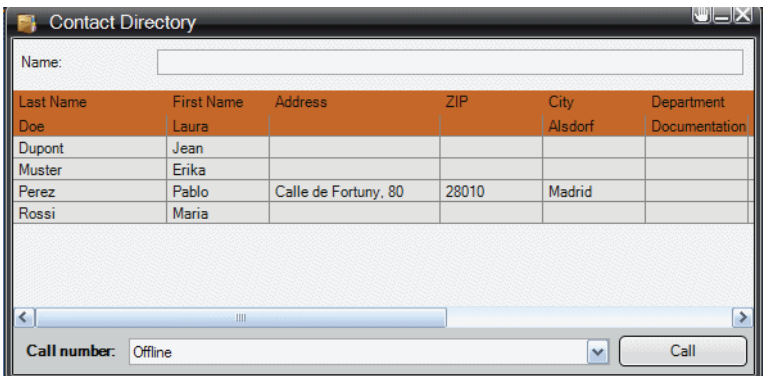 Contact Directory
Name:
Last Name First Name Address ZIP City Department
Doe Laura Alsdorf Documentation
Dupont Jean
Muster Erika
Perez Pablo Calle de Fortuny, 80 28010 Madrid
Rossi Maria
Call number: Offline Call